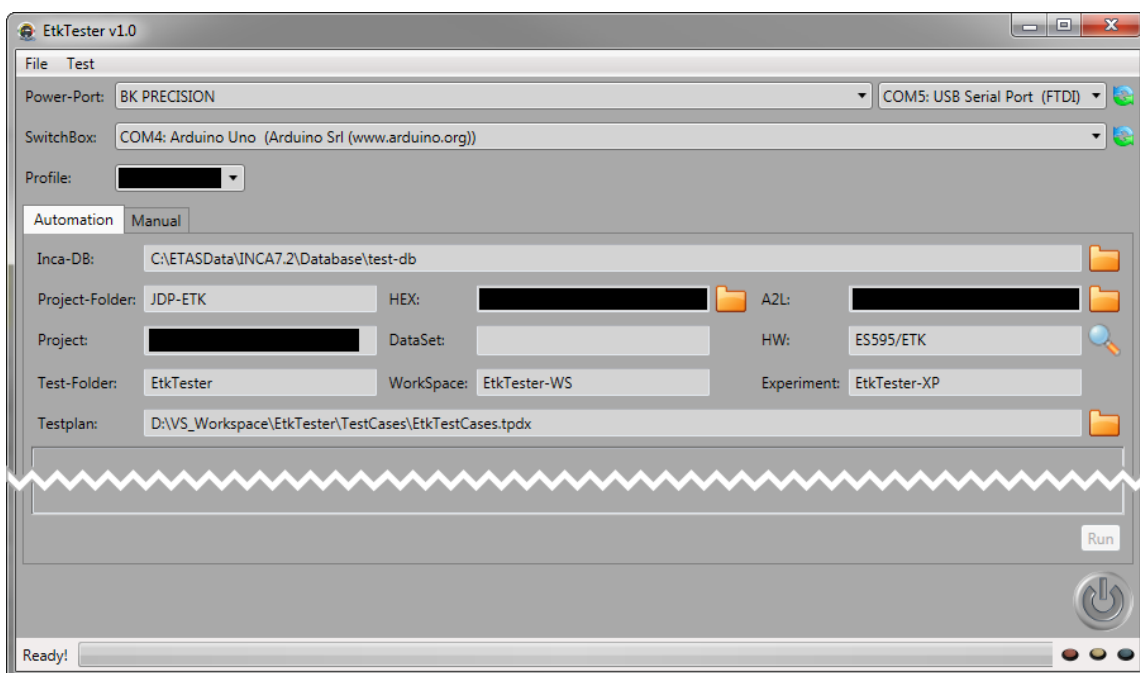 EtkTester v1.0
File Test
Power-Port: BK PRECISION COM5: USB Serial Port (FTDI)
SwitchBox: COM4: Arduino Uno (Arduino Srl (www.arduino.org))
Profile:
Automation Manual
Inca-DB: C:\ETASData\INCA7.2\Database\test-db
Project-Folder: JDP-ETK HEX: A2L:
Project: DataSet: HW: ES595/ETK
Test-Folder: EtkTester WorkSpace: EtkTester-WS Experiment: EtkTester-XP
Testplan: D:\VS_Workspace\EtkTester\TestCases\EtkTestCases.tpdx
Run
Ready!